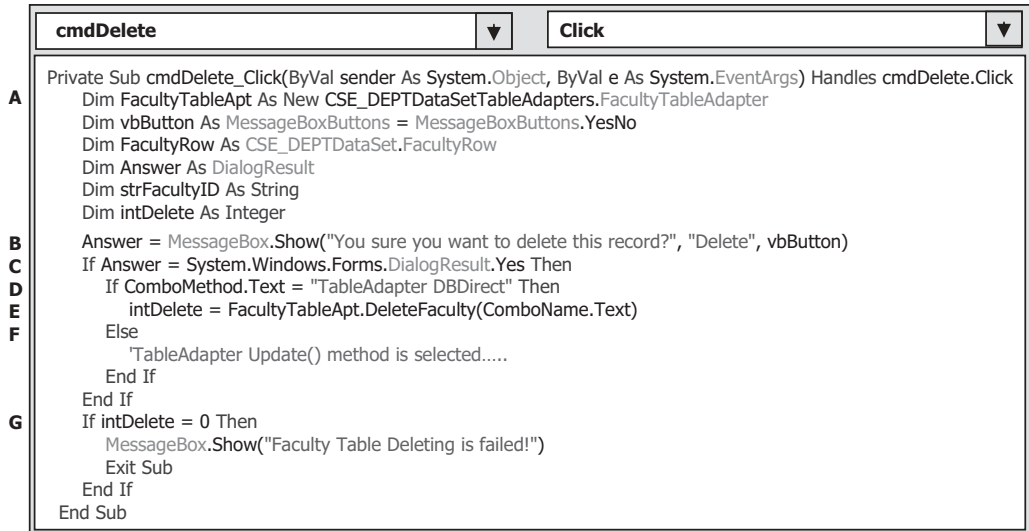 cmdDelete Click
Private Sub cmdDelete_Click(ByVal sender As System.Object, ByVal e As System.EventArgs) Handles cmdDelete.Click
A Dim FacultyTableApt As New CSE_DEPTDataSetTableAdapters.FacultyTableAdapter
Dim vbButton As MessageBoxButtons = MessageBoxButtons.YesNo
Dim FacultyRow As CSE_DEPTDataSet.FacultyRow
Dim Answer As DialogResult
Dim strFacultyID As String
Dim intDelete As Integer
B Answer = MessageBox.Show("You sure you want to delete this record?", "Delete", vbButton)
C If Answer = System.Windows.Forms.DialogResult.Yes Then
D If ComboMethod.Text = "TableAdapter DBDirect" Then
E intDelete = FacultyTableApt.DeleteFaculty(ComboName.Text)
F Else
'TableAdapter Update() method is selected…..
End If
End If
G If intDelete = 0 Then
MessageBox.Show("Faculty Table Deleting is failed!")
Exit Sub
End If
End Sub